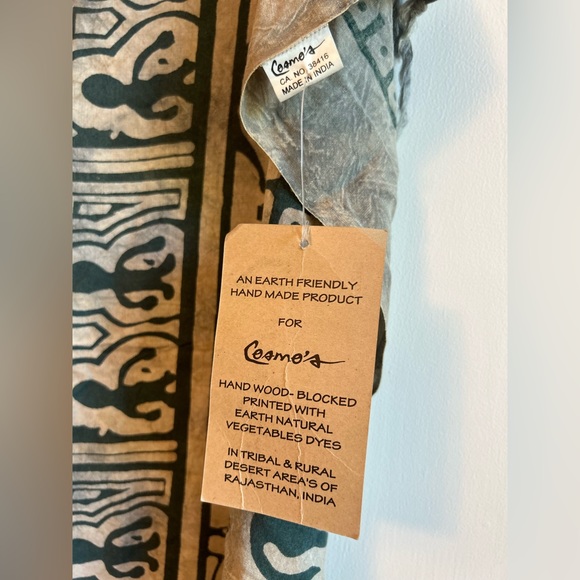 Cosmo's
CA. NO. 38416
MADE IN INDIA
AN EARTH FRIENDLY
HAND MADE PRODUCT
FOR
Cosmo's
HAND WOOD- BLOCKED
PRINTED WITH
EARTH NATURAL
VEGETABLES DYES
IN TRIBAL & RURAL
DESERT AREA'S OF
RAJASTHAN, INDIA